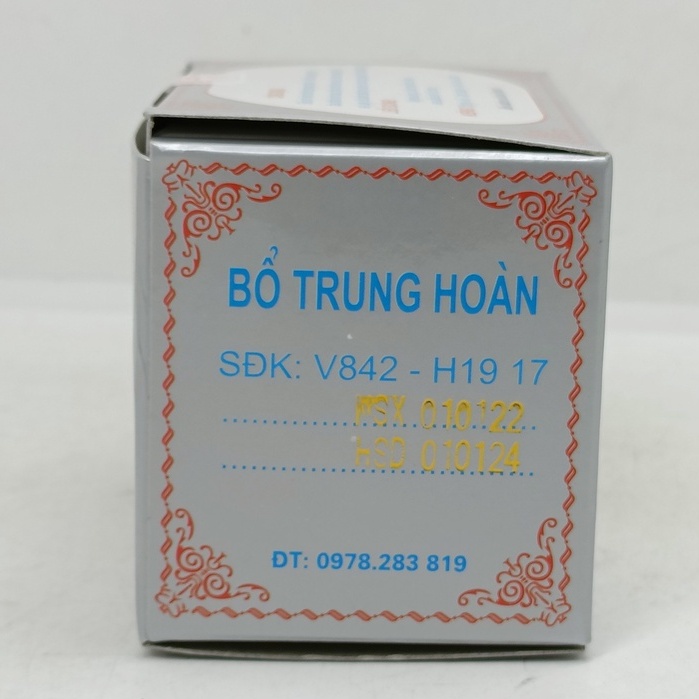 BỔ TRUNG HOÀN
SĐK: V842 - H19 17
NSX 010122
HSD 010124
ĐT: 0978.283 819